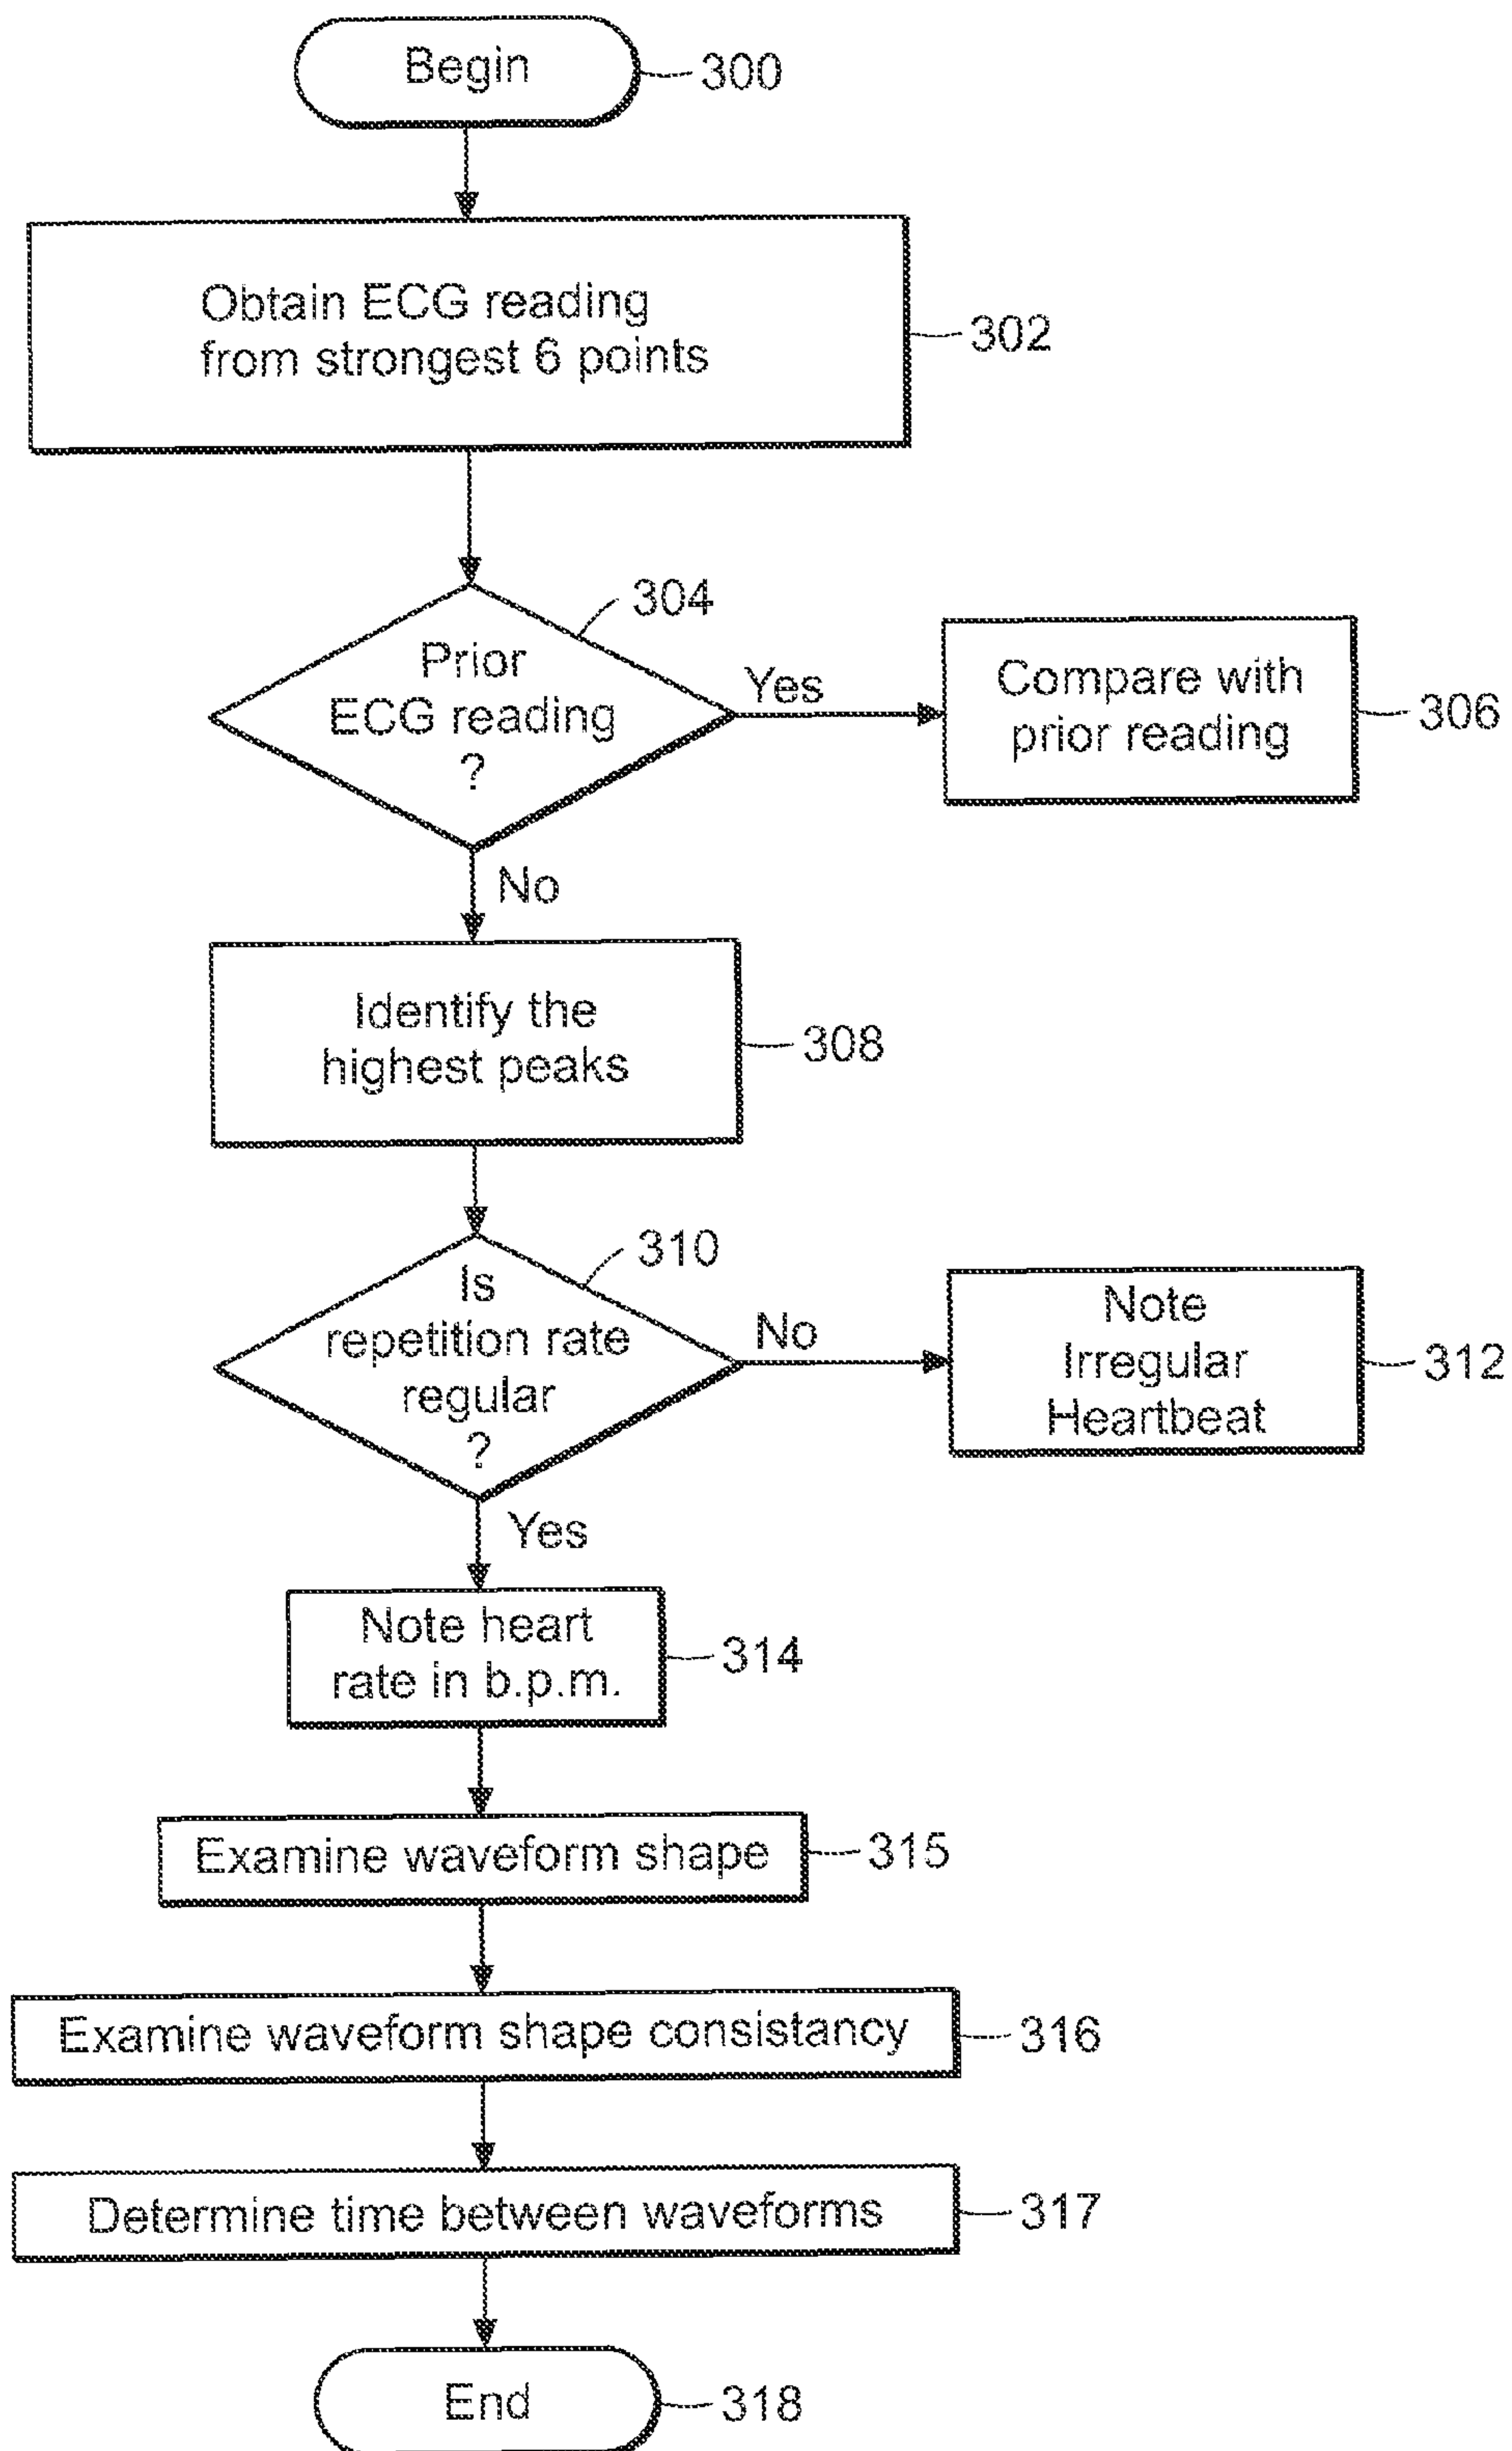 Begin
300
Obtain ECG reading
from strongest 6 points
302
304
Prior
ECG reading
?
Yes
Compare with
prior reading
306
No
Identify the
highest peaks
308
310
Is
repetition rate
regular
?
No
Note
Irregular
Heartbeat
312
Yes
Note heart
rate in b.p.m.
314
Examine waveform shape
315
Examine waveform shape consistancy
316
Determine time between waveforms
317
End
318